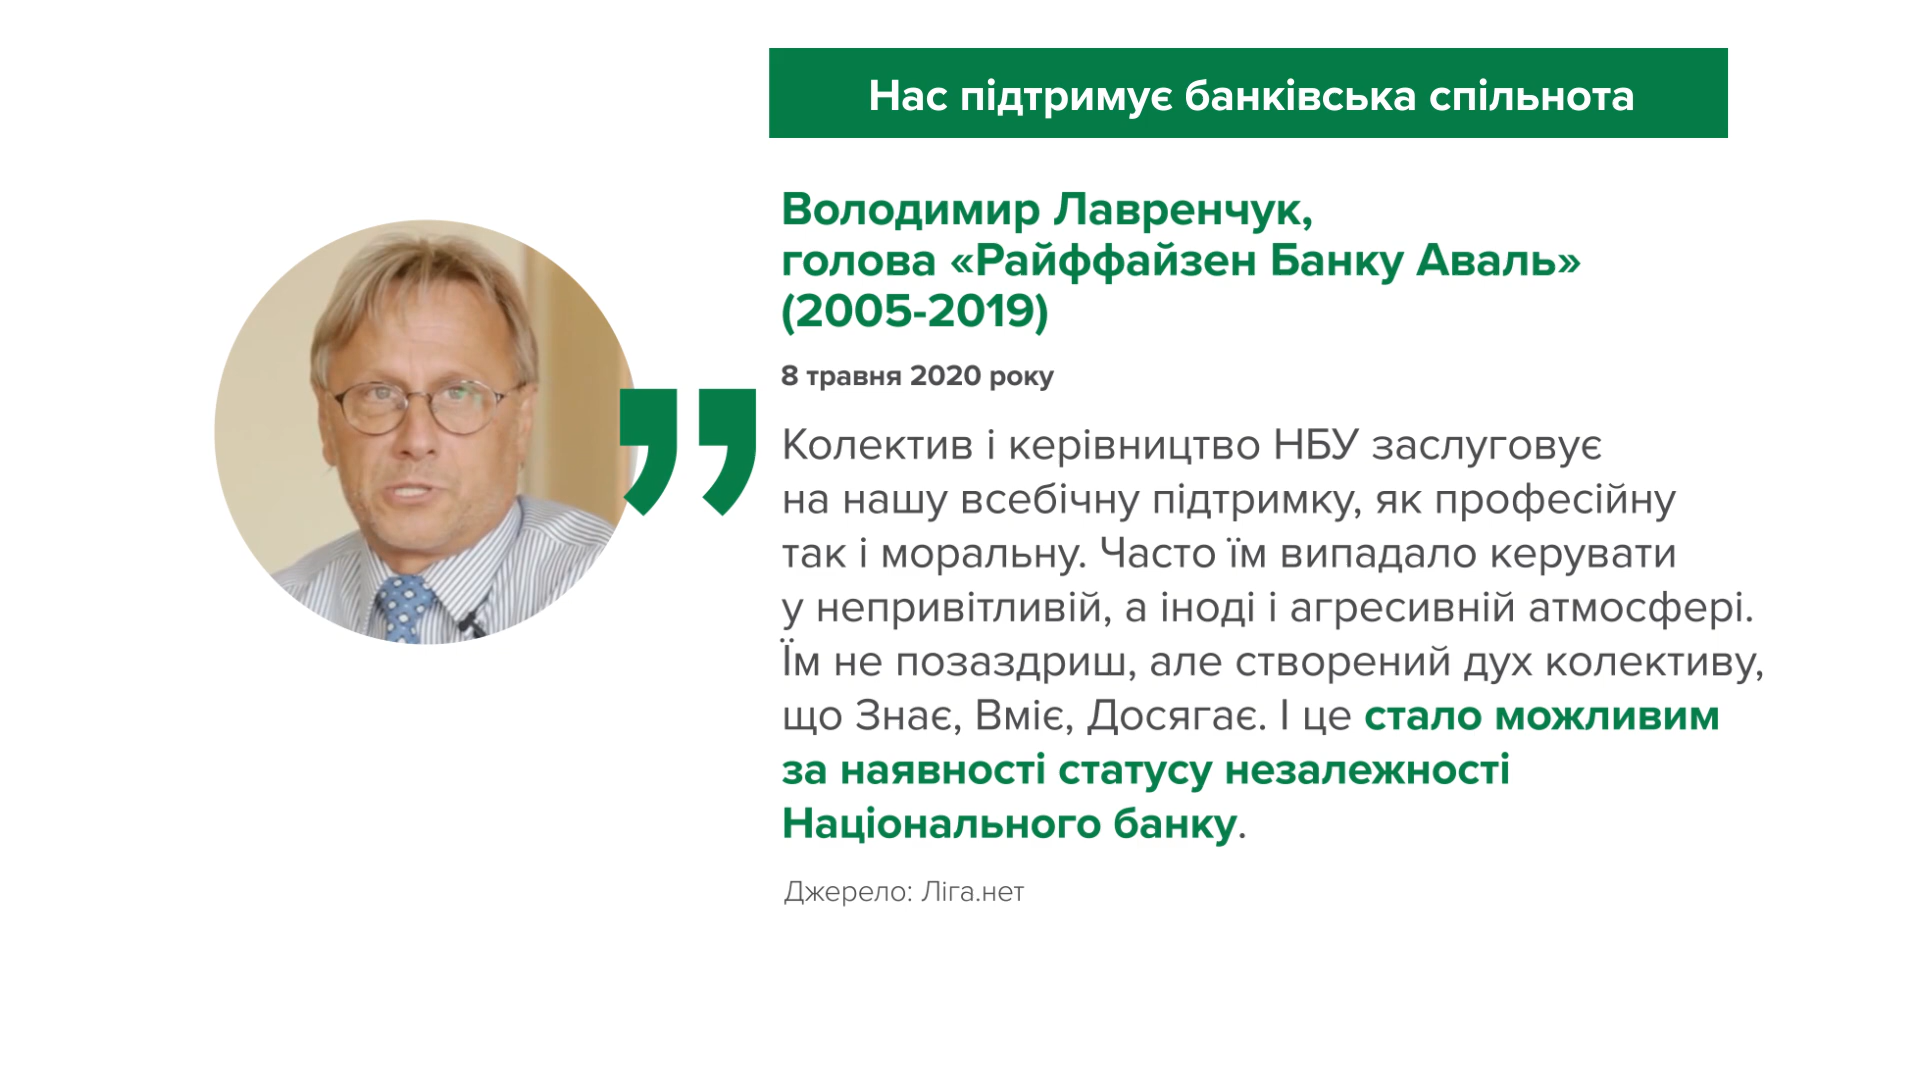 Нас підтримує банківська спільнота
Володимир Лавренчук,
голова «Райффайзен Банку Аваль»
(2005-2019)
8 травня 2020 року
Колектив і керівництво НБУ заслуговує
на нашу всебічну підтримку, як професійну
так і моральну. Часто їм випадало керувати
у непривітливій, а іноді і агресивній атмосфері.
Їм не позаздриш, але створений дух колективу,
що Знає, Вміє, Досягає. І це стало можливим
за наявності статусу незалежності
Національного банку.
Джерело: Ліга.нет